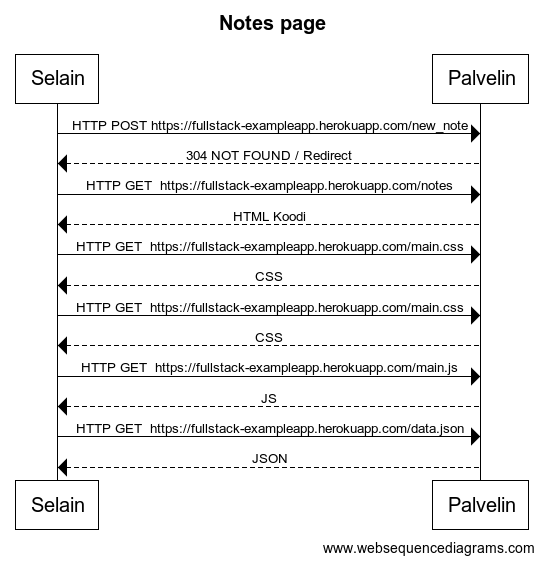 Notes page
Selain
Palvelin
HTTP POST https://fullstack-exampleapp.herokuapp.com/new_note
304 NOT FOUND / Redirect
HTTP GET  https://fullstack-exampleapp.herokuapp.com/notes
HTML Koodi
HTTP GET  https://fullstack-exampleapp.herokuapp.com/main.css
CSS
HTTP GET  https://fullstack-exampleapp.herokuapp.com/main.css
CSS
HTTP GET  https://fullstack-exampleapp.herokuapp.com/main.js
JS
HTTP GET  https://fullstack-exampleapp.herokuapp.com/data.json
JSON
Selain
Palvelin
www.websequencediagrams.com